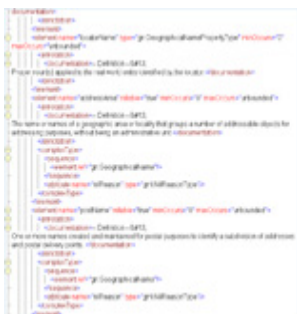 </documentation>
</annotation>
</element>
<element name="locatorName" type="gn:GeographicalNamePropertyType" minOccurs="0"
maxOccurs="unbounded">
<annotation>
<documentation>-- Definition --&#13;
Proper noun(s) applied to the real world entity identified by the locator.</documentation>
</annotation>
</element>
<element name="addressArea" nillable="true" minOccurs="0" maxOccurs="unbounded">
<annotation>
<documentation>-- Definition --&#13;
The name or names of a geographic area or locality that groups a number of addressable objects for
addressing purposes, without being an administrative unit.</documentation>
</annotation>
<complexType>
<sequence>
<element ref="gn:GeographicalName"/>
</sequence>
<attribute name="nilReason" type="gml:NilReasonType"/>
</complexType>
</element>
<element name="postName" nillable="true" minOccurs="0" maxOccurs="unbounded">
<annotation>
<documentation>-- Definition --&#13;
One or more names created and maintained for postal purposes to identify a subdivision of addresses
and postal delivery points.</documentation>
</annotation>
<complexType>
<sequence>
<element ref="gn:GeographicalName"/>
</sequence>
<attribute name="nilReason" type="gml:NilReasonType"/>
</complexType>